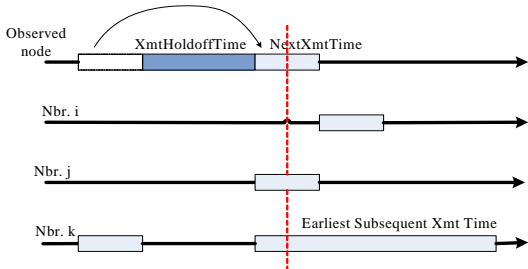 Observed
node
XmtHoldoffTime
NextXmtTime
Nbr. i
Nbr. j
Nbr. k
Earliest Subsequent Xmt Time